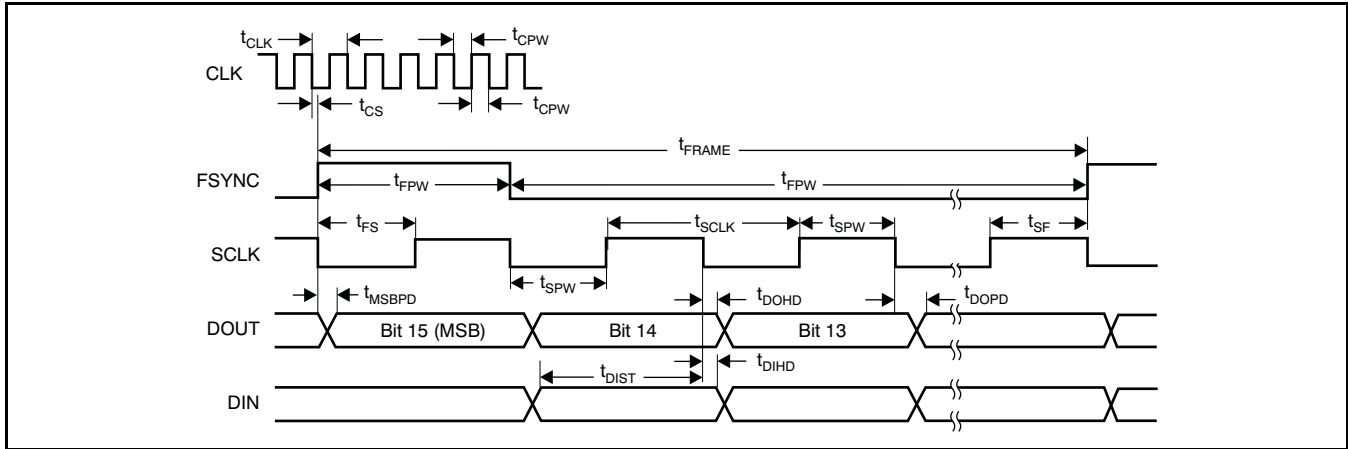 tCLK
tCPW
CLK
tCS
tCPW
tFRAME
FSYNC
tFPW
tFPW
tFS
tSCLK
tSPW
tSF
SCLK
tSPW
tMSBPD
tDOHD
tDOPD
DOUT
Bit 15 (MSB)
Bit 14
Bit 13
tDIST
tDIHD
DIN